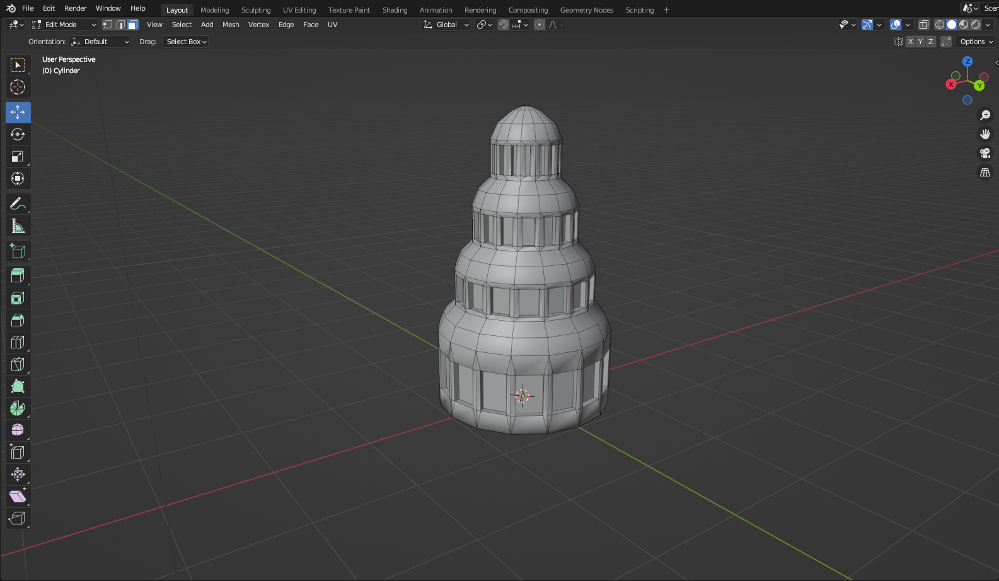 File Edit Render Window Help Layout Modeling Sculpting UV Editing Texture Paint Shading Animation Rendering Compositing Geometry Nodes Scripting + Scer
Edit Mode View Select Add Mesh Vertex Edge Face UV Global
Orientation: Default Drag: Select Box X Y Z Options
User Perspective
(0) Cylinder
Z
X Y